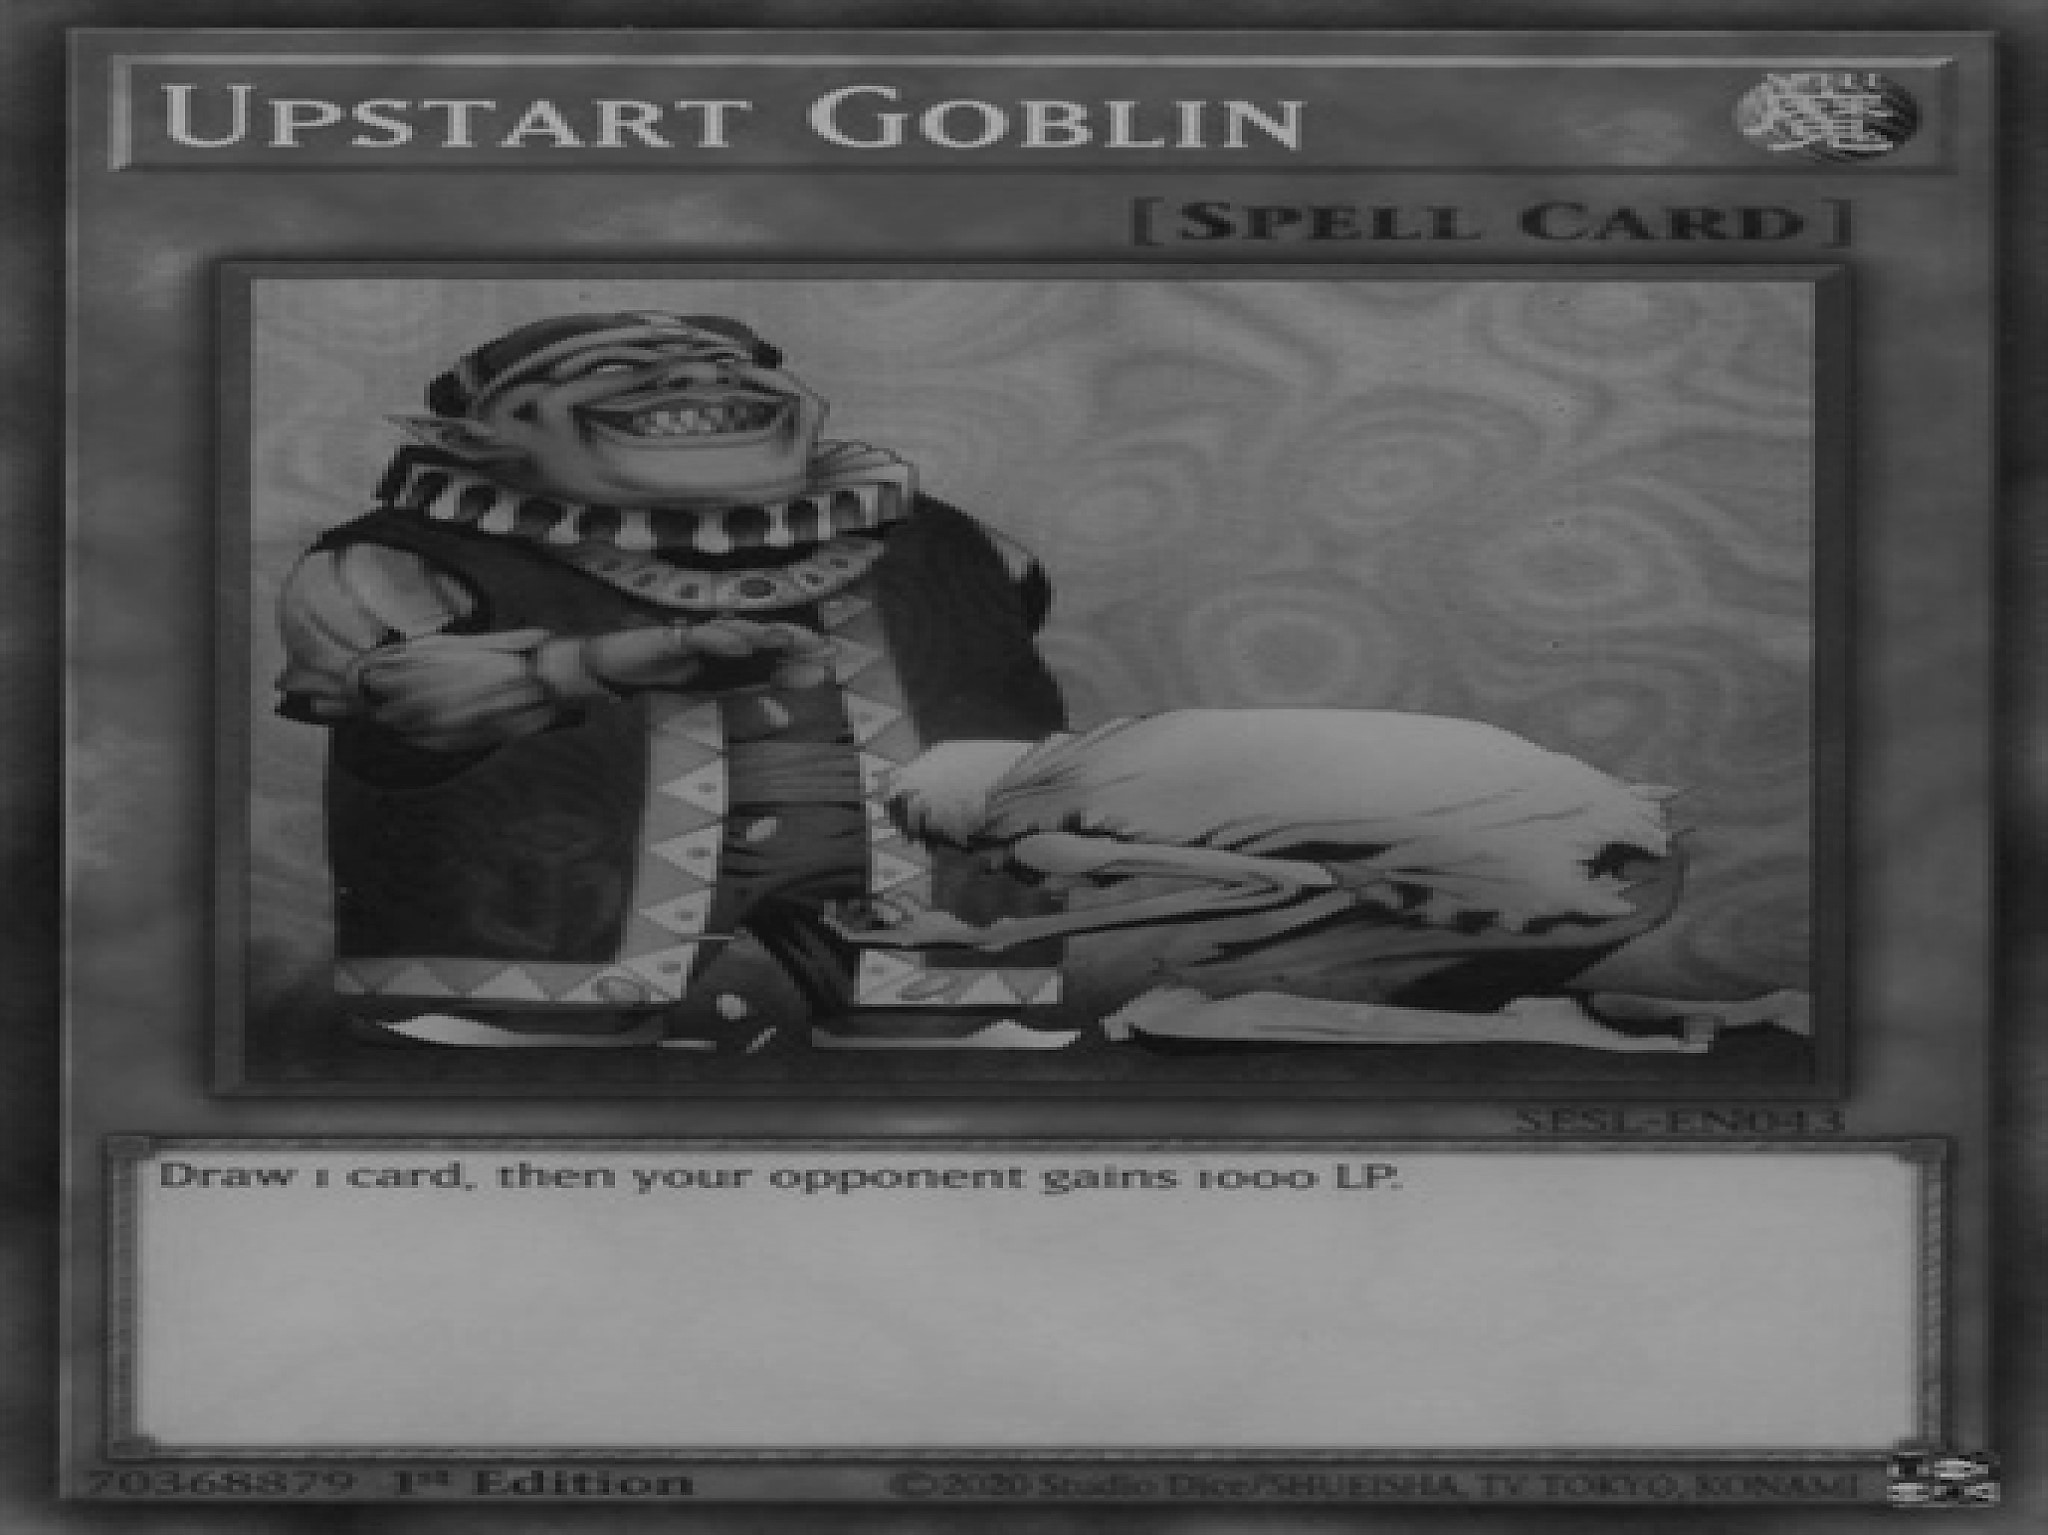 UPSTART GOBLIN
[SPELL CARD]
SESL-EN043
Draw 1 card, then your opponent gains 1000 LP.
70368879 1st Edition
©2020 Studio Dice/SHUEISHA, TV TOKYO, KONAMI